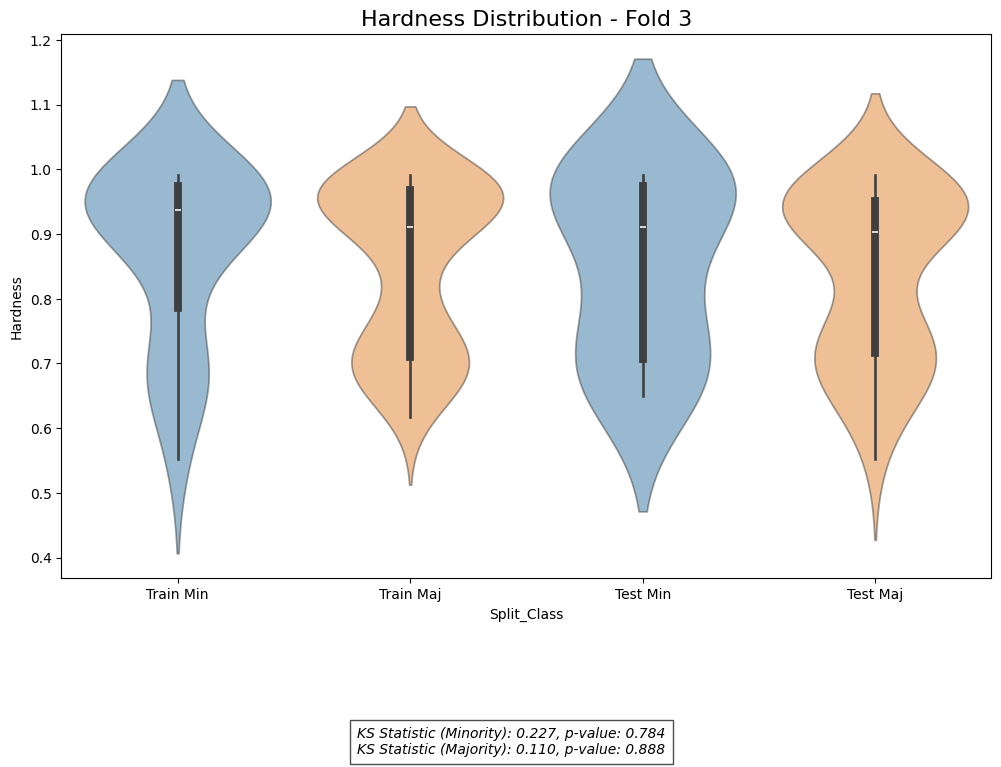 Hardness Distribution - Fold 3
Hardness
1.2
1.1
1.0
0.9
0.8
0.7
0.6
0.5
0.4
Train Min
Train Maj
Test Min
Test Maj
Split_Class
KS Statistic (Minority): 0.227, p-value: 0.784
KS Statistic (Majority): 0.110, p-value: 0.888